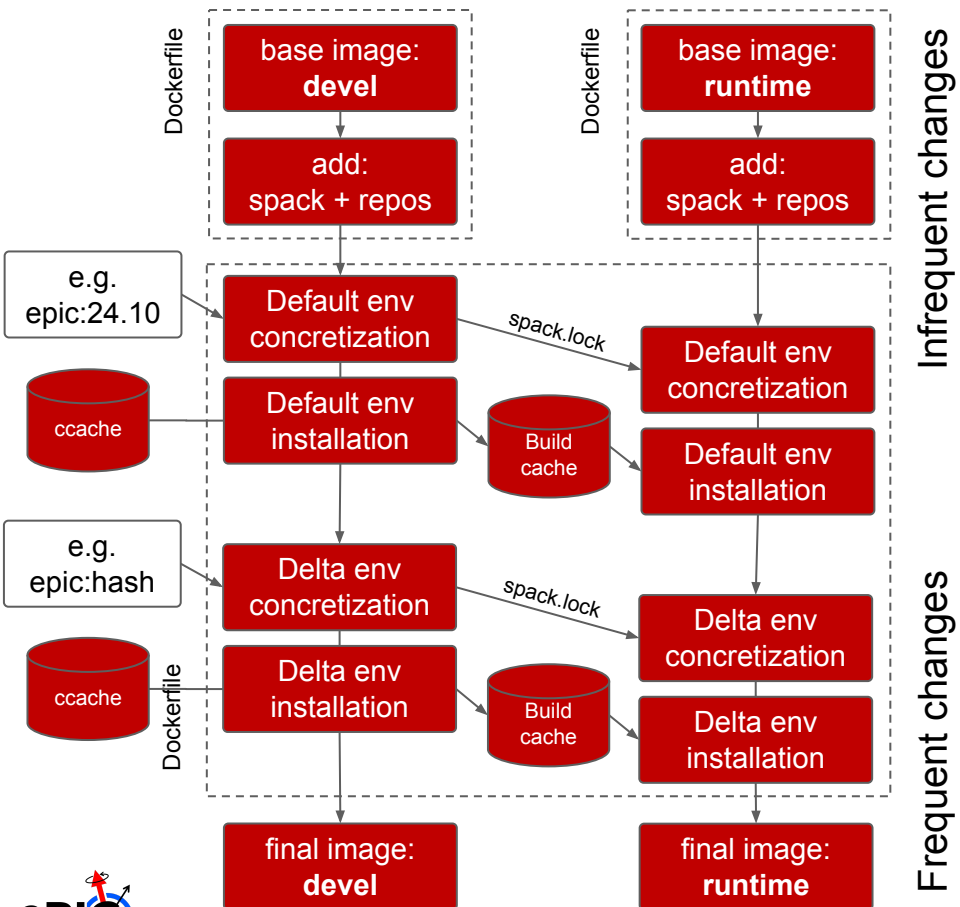 Dockerfile
base image:
devel
add:
spack + repos
Dockerfile
base image:
runtime
add:
spack + repos
Infrequent changes
e.g.
epic:24.10
Default env
concretization
spack.lock
Default env
concretization
ccache
Default env
installation
Build
cache
Default env
installation
e.g.
epic:hash
Delta env
concretization
spack.lock
Delta env
concretization
ccache
Dockerfile
Delta env
installation
Build
cache
Delta env
installation
Frequent changes
final image:
devel
final image:
runtime